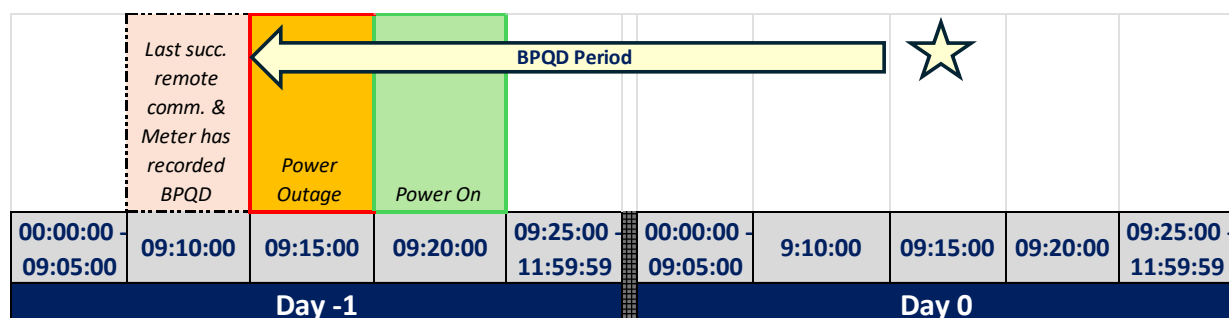 Last succ.
remote
comm. &
Meter has
recorded
BPQD
Power
Outage
Power On
BPQD Period
00:00:00 -
09:05:00
09:10:00
09:15:00
09:20:00
09:25:00 -
11:59:59
00:00:00 -
09:05:00
9:10:00
09:15:00
09:20:00
09:25:00 -
11:59:59
Day -1
Day 0